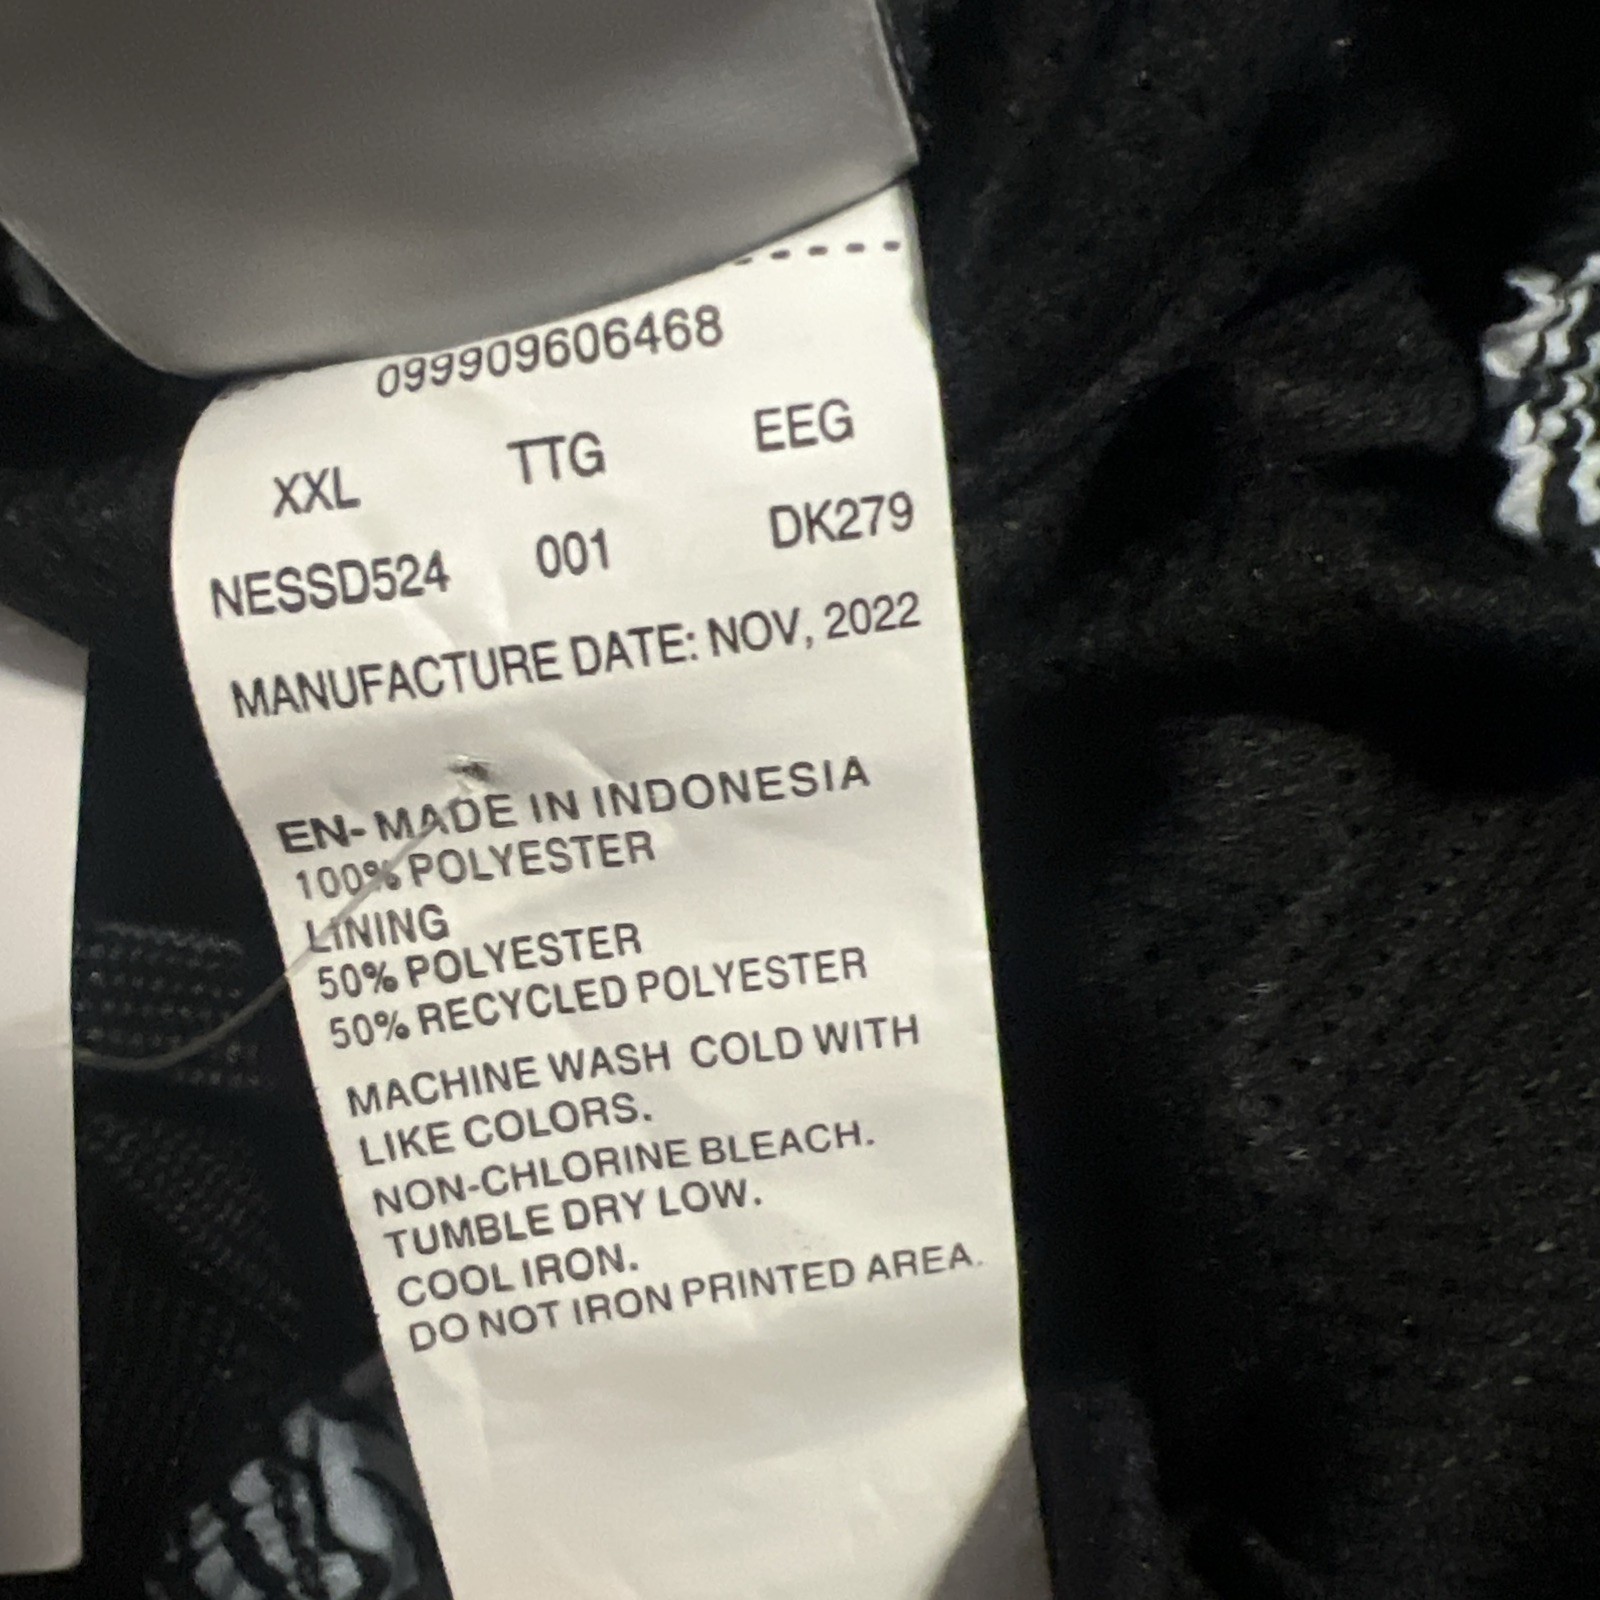 099909606468
XXL TTG EEG
NESSD524 001 DK279
MANUFACTURE DATE: NOV, 2022
EN- MADE IN INDONESIA
100% POLYESTER
LINING
50% POLYESTER
50% RECYCLED POLYESTER
MACHINE WASH COLD WITH
LIKE COLORS.
NON-CHLORINE BLEACH.
TUMBLE DRY LOW.
COOL IRON.
DO NOT IRON PRINTED AREA.